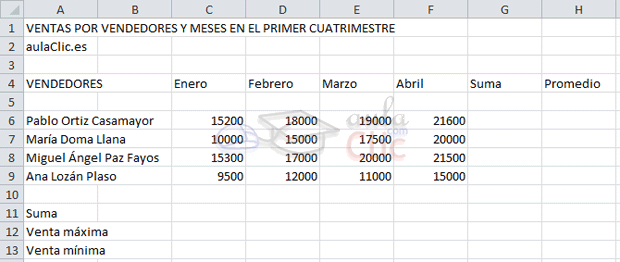 A B C D E F G H
1 VENTAS POR VENDEDORES Y MESES EN EL PRIMER CUATRIMESTRE
2 aulaClic.es
3
4 VENDEDORES Enero Febrero Marzo Abril Suma Promedio
5
6 Pablo Ortiz Casamayor 15200 18000 19000 21600
7 María Doma Llana 10000 15000 17500 20000
8 Miguel Ángel Paz Fayos 15300 17000 20000 21500
9 Ana Lozán Plaso 9500 12000 11000 15000
10
11 Suma
12 Venta máxima
13 Venta mínima
aula
.com
Clic